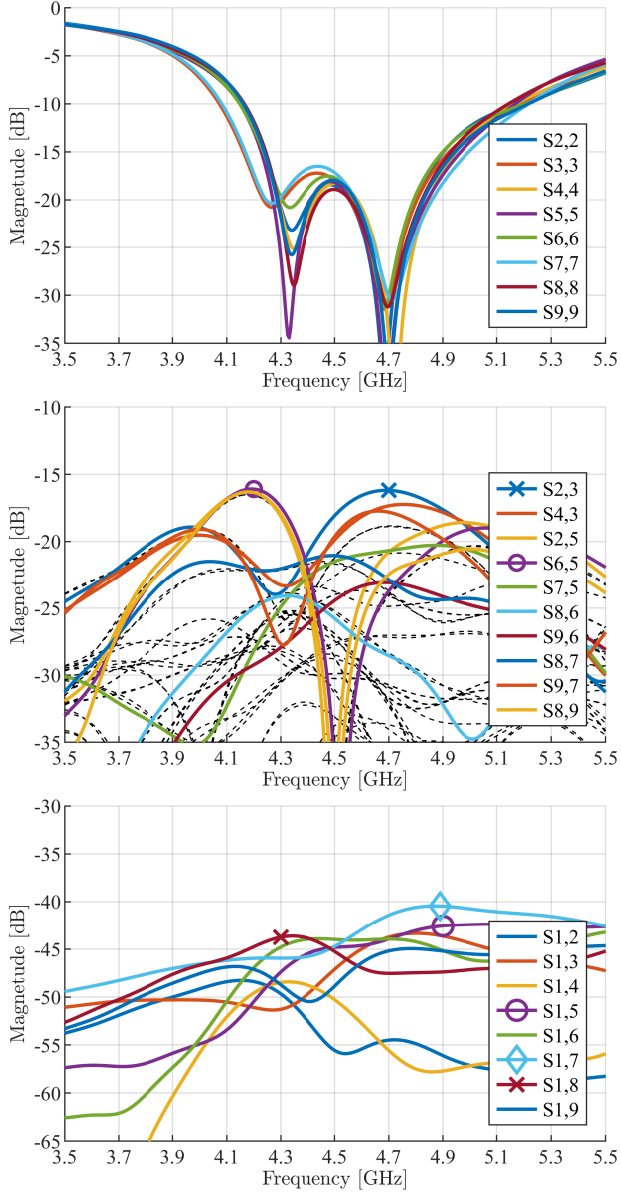 0
-5
-10
-15
-20
-25
-30
-35
Magnetude [dB]
S2,2
S3,3
S4,4
S5,5
S6,6
S7,7
S8,8
S9,9
3.5 3.7 3.9 4.1 4.3 4.5 4.7 4.9 5.1 5.3 5.5
Frequency [GHz]
-10
-15
-20
-25
-30
-35
Magnetude [dB]
S2,3
S4,3
S2,5
S6,5
S7,5
S8,6
S9,6
S8,7
S9,7
S8,9
3.5 3.7 3.9 4.1 4.3 4.5 4.7 4.9 5.1 5.3 5.5
Frequency [GHz]
-30
-35
-40
-45
-50
-55
-60
-65
Magnetude [dB]
S1,2
S1,3
S1,4
S1,5
S1,6
S1,7
S1,8
S1,9
3.5 3.7 3.9 4.1 4.3 4.5 4.7 4.9 5.1 5.3 5.5
Frequency [GHz]